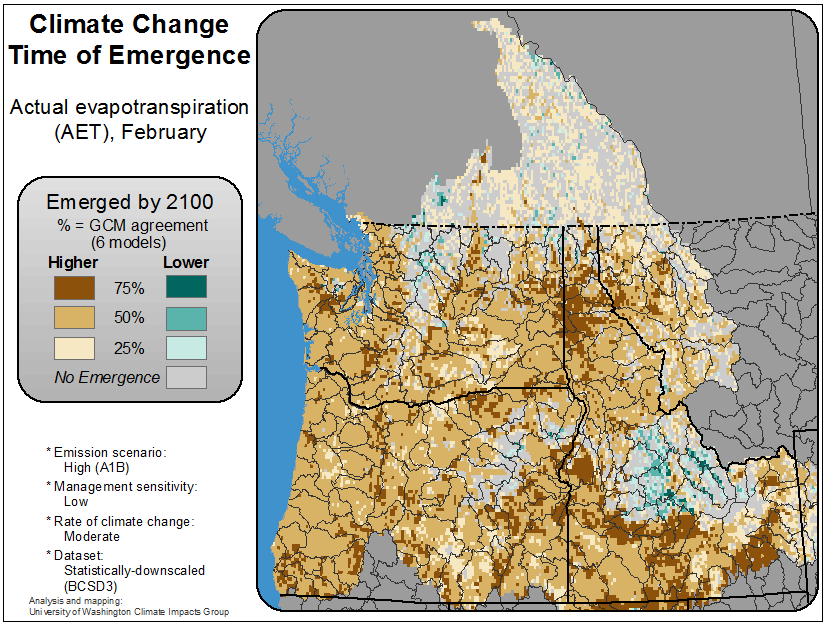 Climate Change
Time of Emergence
Actual evapotranspiration
(AET), February
Emerged by 2100
% = GCM agreement
(6 models)
Higher Lower
75%
50%
25%
No Emergence
* Emission scenario:
High (A1B)
* Management sensitivity:
Low
* Rate of climate change:
Moderate
* Dataset:
Statistically-downscaled
(BCSD3)
Analysis and mapping:
University of Washington Climate Impacts Group